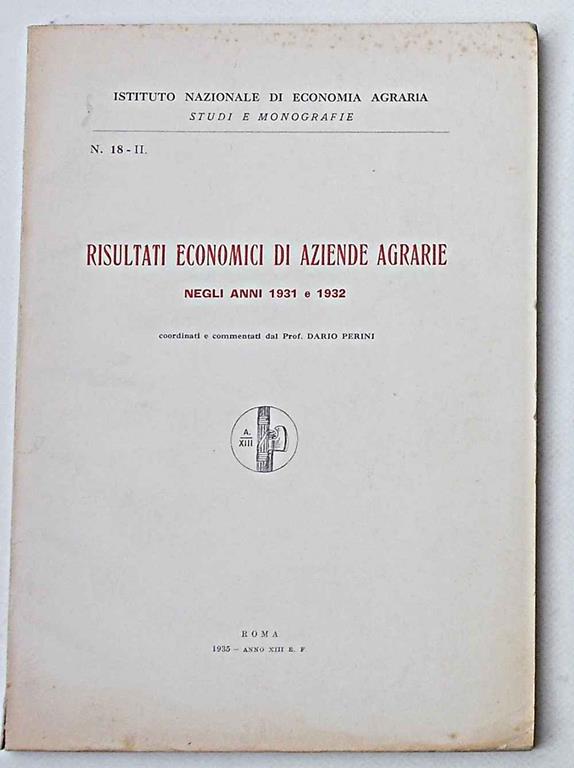 ISTITUTO NAZIONALE DI ECONOMIA AGRARIA
STUDI E MONOGRAFIE
N. 18-II.
RISULTATI ECONOMICI DI AZIENDE AGRARIE
NEGLI ANNI 1931 e 1932
coordinati e commentati dal Prof. DARIO PERINI
A.
XIII
ROMA
1935 - ANNO XIII E. F.